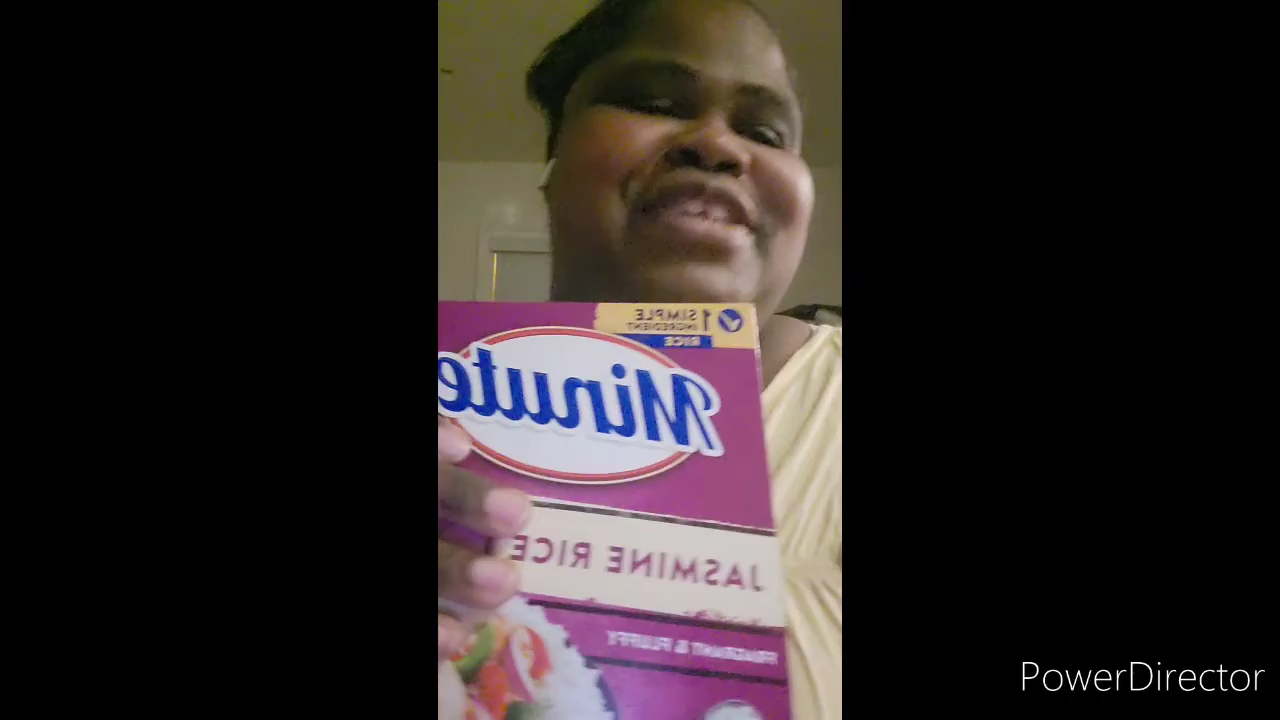 1 SIMPLE
INGREDIENT
RICE
Minute
JASMINE RICE
FRAGRANT & FLUFFY
PowerDirector